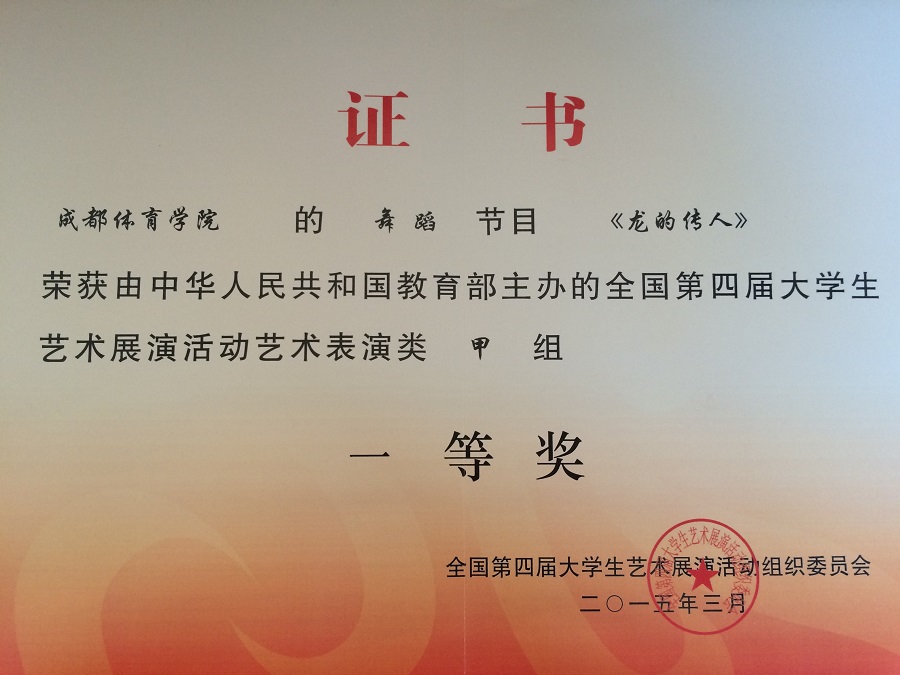 证 书
成都体育学院 的 舞蹈 节目 《龙的传人》
荣获由中华人民共和国教育部主办的全国第四届大学生
艺术展演活动艺术表演类 甲 组
一 等 奖
全国第四届大学生艺术展演活动组织委员会
二〇一五年三月